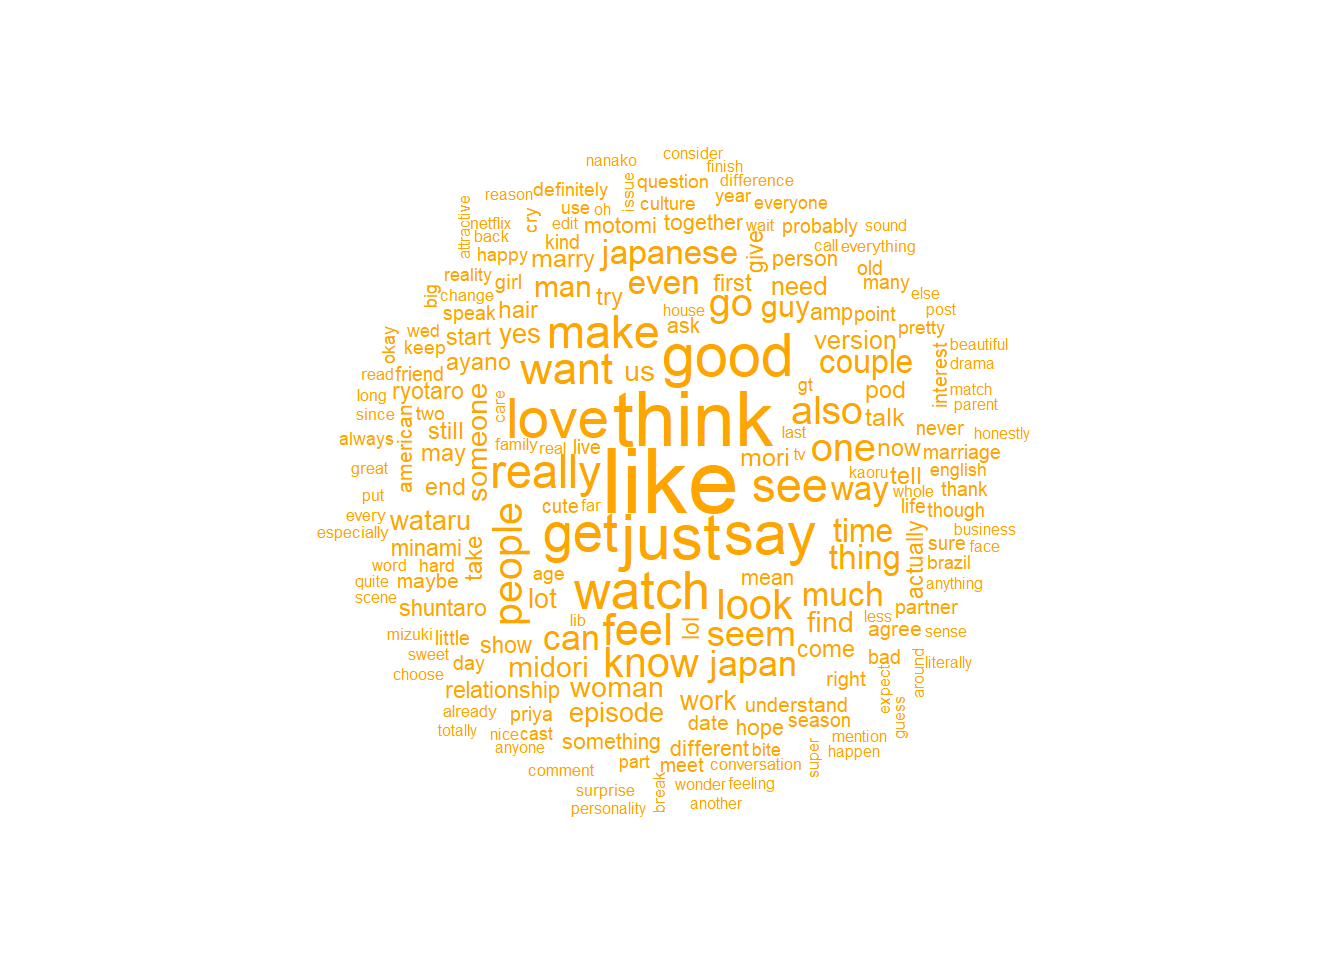 consider
nanako
finish
reason
definitely
issue
question
difference
attractive
netflix
back
use
oh
cry
edit
culture
year
everyone
motomi
together
wait
probably
sound
kind
happy
marry
japanese
give
person
call
everything
reality
girl
big
change
man
try
even
first
need
old
many
else
speak
hair
house
go
guy
amp
point
post
wed
okay
keep
start
yes
make
ask
good
version
pretty
beautiful
ayano
want
us
couple
interest
drama
read
friend
ryotaro
care
gt
pod
match
long
parent
since
two
american
still
someone
love
think
also
talk
last
never
honestly
always
may
family
real
live
one
now
marriage
great
end
really
like
mori
tv
kaoru
tell
english
put
see
way
whole
thank
every
wataru
cute
far
life
though
especially
people
get
just
say
time
actually
business
minami
take
thing
sure
face
word
hard
quite
maybe
age
mean
brazil
anything
scene
shuntaro
lot
watch
look
much
partner
lib
less
mizuki
little
show
can
feel
lol
seem
find
agree
sense
sweet
day
midori
know
japan
come
bad
literally
choose
relationship
woman
right
expect
around
already
priya
episode
work
understand
totally
nice
cast
date
hope
season
guess
mention
anyone
something
different
bite
super
happen
comment
part
meet
conversation
surprise
break
wonder
feeling
personality
another